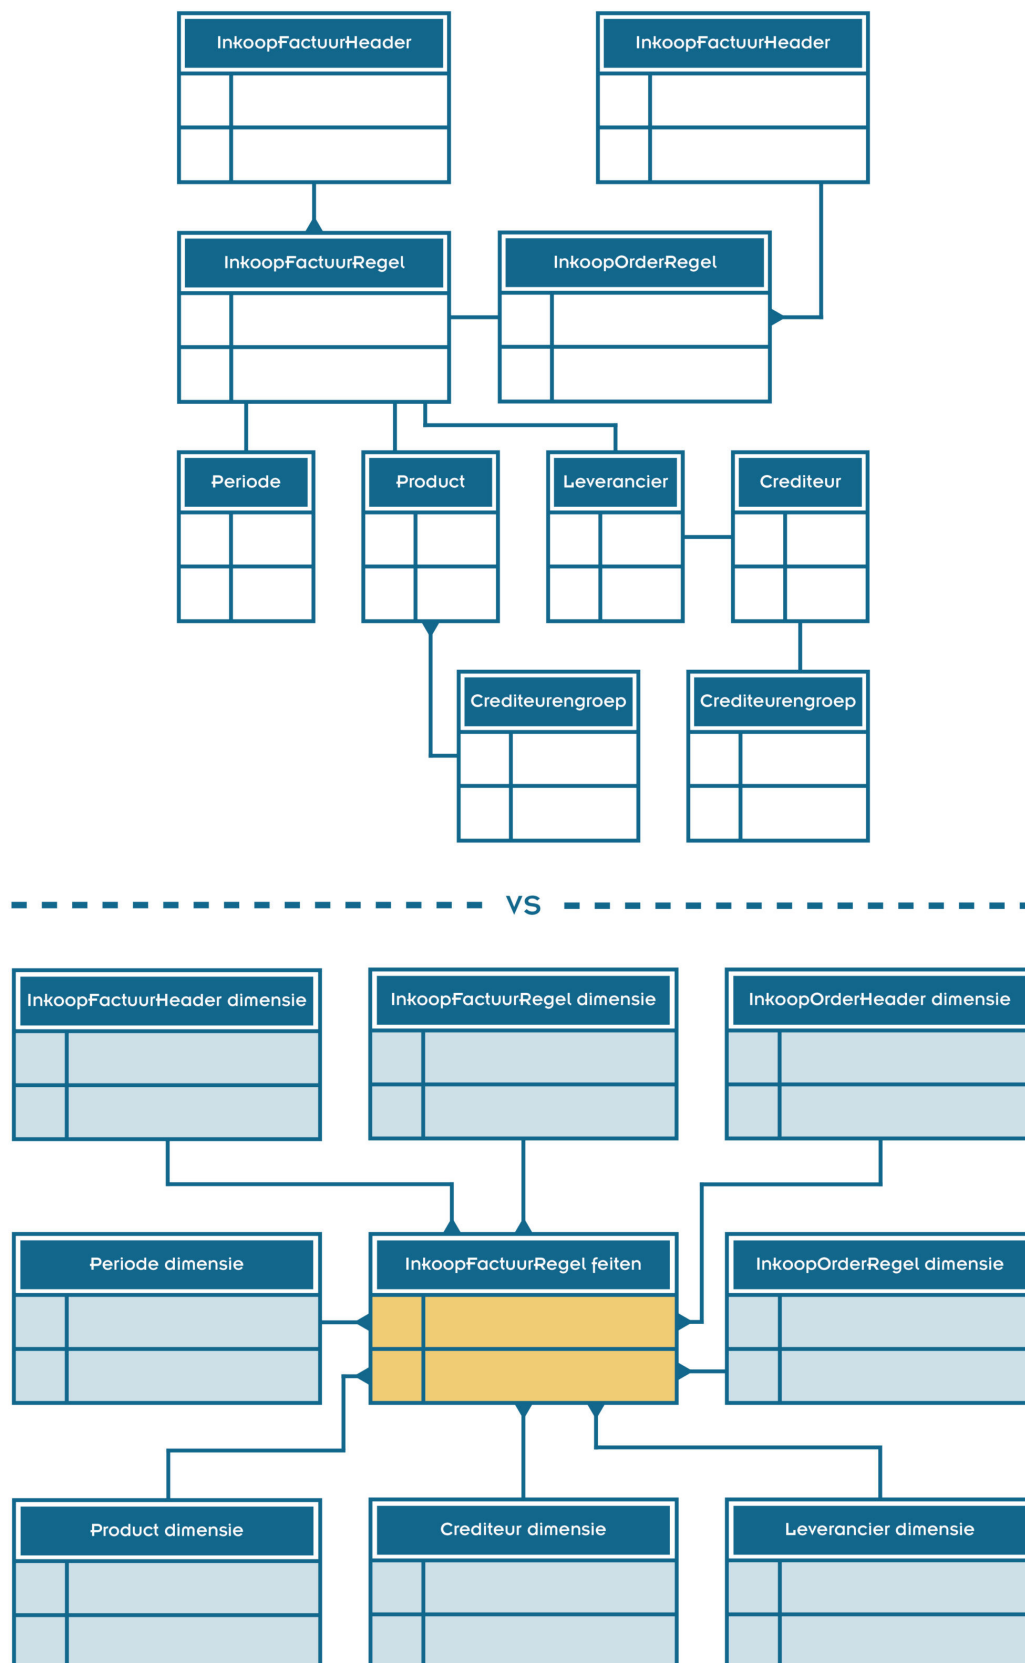 InkoopFactuurHeader
InkoopFactuurHeader
InkoopFactuurRegel
InkoopOrderRegel
Periode
Product
Leverancier
Crediteur
Crediteurengroep
Crediteurengroep
VS
InkoopFactuurHeader dimensie
InkoopFactuurRegel dimensie
InkoopOrderHeader dimensie
Periode dimensie
InkoopFactuurRegel feiten
InkoopOrderRegel dimensie
Product dimensie
Crediteur dimensie
Leverancier dimensie